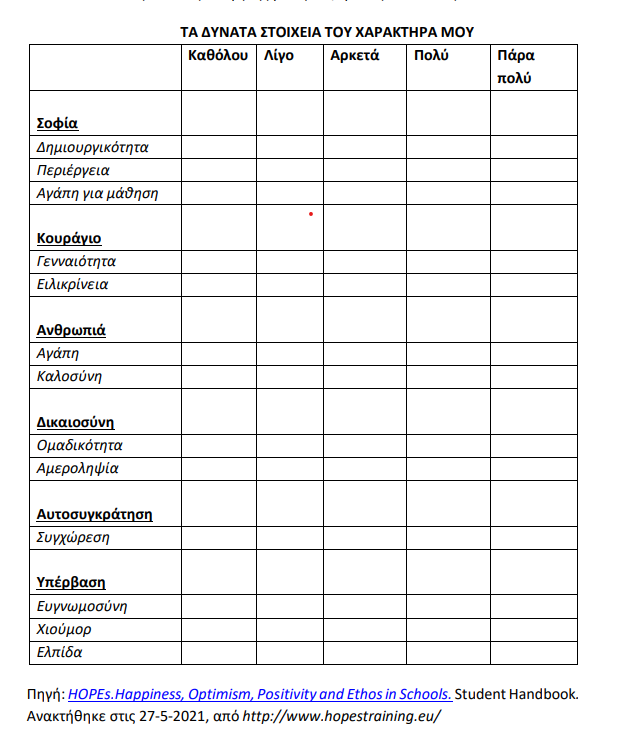 ΤΑ ΔΥΝΑΤΑ ΣΤΟΙΧΕΙΑ ΤΟΥ ΧΑΡΑΚΤΗΡΑ ΜΟΥ
Καθόλου Λίγο Αρκετά Πολύ Πάρα
πολύ
Σοφία
Δημιουργικότητα
Περιέργεια
Αγάπη για μάθηση
Κουράγιο
Γενναιότητα
Ειλικρίνεια
Ανθρωπιά
Αγάπη
Καλοσύνη
Δικαιοσύνη
Ομαδικότητα
Αμεροληψία
Αυτοσυγκράτηση
Συγχώρεση
Υπέρβαση
Ευγνωμοσύνη
Χιούμορ
Ελπίδα
Πηγή: HOPEs.Happiness, Optimism, Positivity and Ethos in Schools. Student Handbook.
Ανακτήθηκε στις 27-5-2021, από http://www.hopestraining.eu/